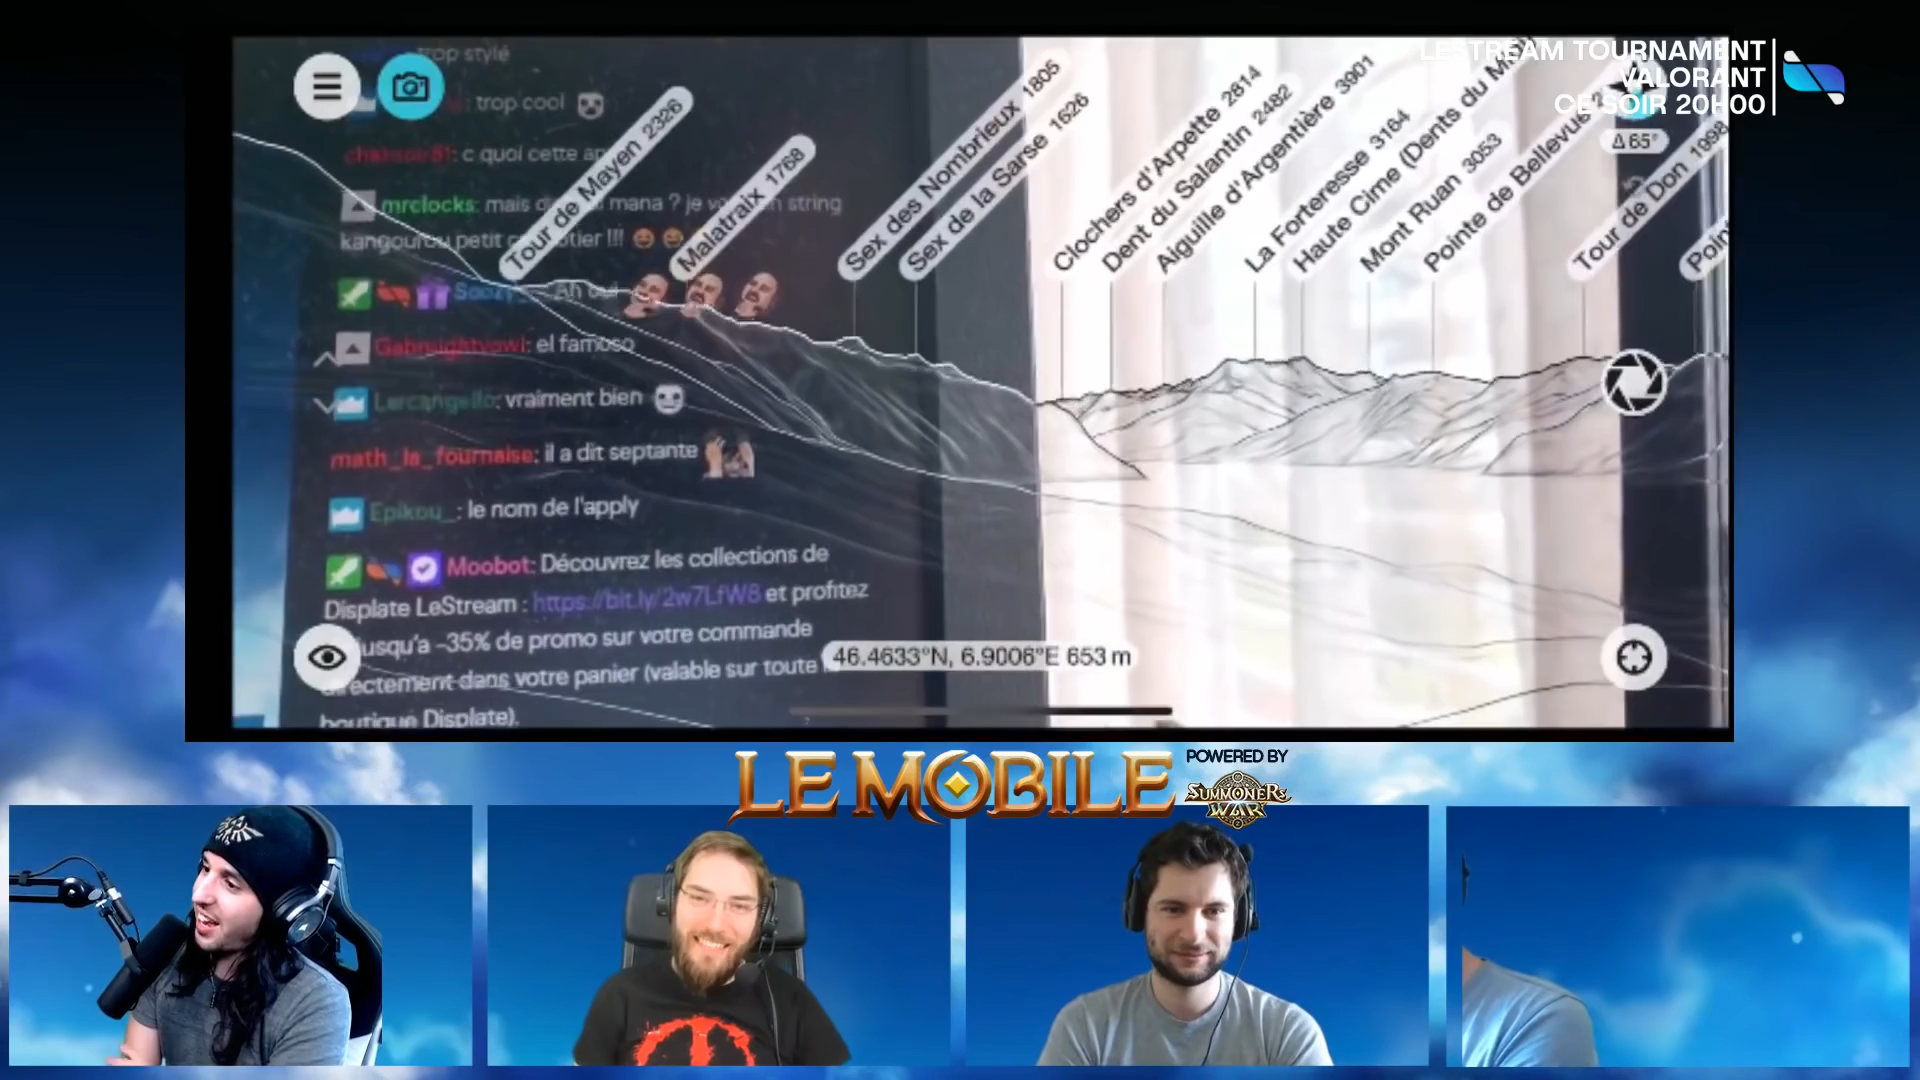 trop stylé
LESTREAM TOURNAMENT
VALORANT
CE SOIR 20H00
: trop cool
: c quoi cette
mrclocks: mais mana ? je string
kangourou petit !!!
Ah oui
: el famoso
: vraiment bien
math_la_fournaise: il a dit septante
Epikou_: le nom de l'apply
Moobot: Découvrez les collections de
Displate LeStream : https://bit.ly/2w7LfW8 et profitez
jusqu'a -35% de promo sur votre commande
directement dans votre panier (valable sur toute
boutique Displate).
Tour de Mayen 2326
Malatraix 1768
Sex des Nombrieux 1805
Sex de la Sarse 1626
Clochers d'Arpette 2814
Dent du Salantin 2482
Aiguille d'Argentière 3901
La Forteresse 3164
Haute Cime (Dents du
Mont Ruan 3053
Pointe de Bellevue
Tour de Don 1998
Δ 65°
46.4633°N, 6.9006°E 653 m
LE MOBILE
POWERED BY
SUMMONERS
WAR